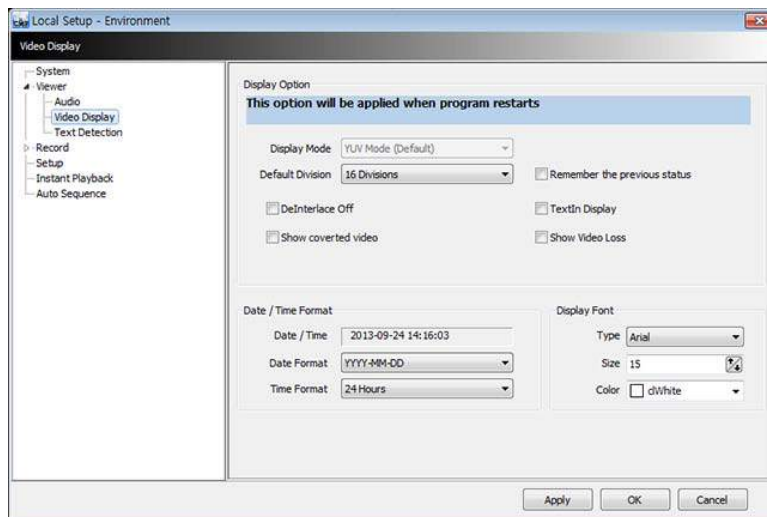 Local Setup - Environment
Video Display
System
Viewer
Audio
Video Display
Text Detection
Record
Setup
Instant Playback
Auto Sequence
Display Option
This option will be applied when program restarts
Display Mode YUV Mode (Default)
Default Division 16 Divisions Remember the previous status
DeInterlace Off TextIn Display
Show coverted video Show Video Loss
Date / Time Format Display Font
Date / Time 2013-09-24 14:16:03 Type Arial
Date Format YYYY-MM-DD Size 15
Time Format 24 Hours Color clWhite
Apply OK Cancel